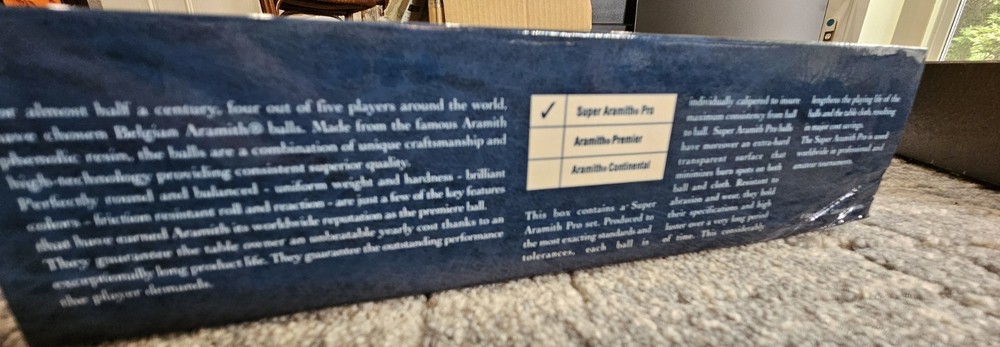 almost half a century, four out of five players around the world,
have chosen Belgian Aramith® balls. Made from the famous Aramith
phenolic resin, the balls are a combination of unique craftsmanship and
high-technology providing consistent superior quality.
Perfectly round and balanced - uniform weight and hardness - brilliant
colors - friction resistant roll and reaction - are just a few of the key features
that have earned Aramith its worldwide reputation as the premiere ball.
They guarantee the table owner an unbeatable yearly cost thanks to an
exceptionally long product life. They guarantee the outstanding performance
the player demands.
✓ Super Aramith® Pro
Aramith® Premier
Aramith® Continental
This box contains a Super
Aramith Pro set. Produced to
the most exacting standards and
tolerances, each ball is
individually calipered to insure
maximum consistency from ball
to ball. Super Aramith Pro balls
have moreover an extra-hard
transparent surface that
minimizes burn spots on both
ball and cloth. Resistant to
abrasion and wear, they hold
their specifications and high
luster over a very long period
of time. This considerably
lengthens the playing life of the
balls and the table cloth, resulting
in major cost savings.
The Super Aramith Pro is used
worldwide in professional and
amateur tournaments.